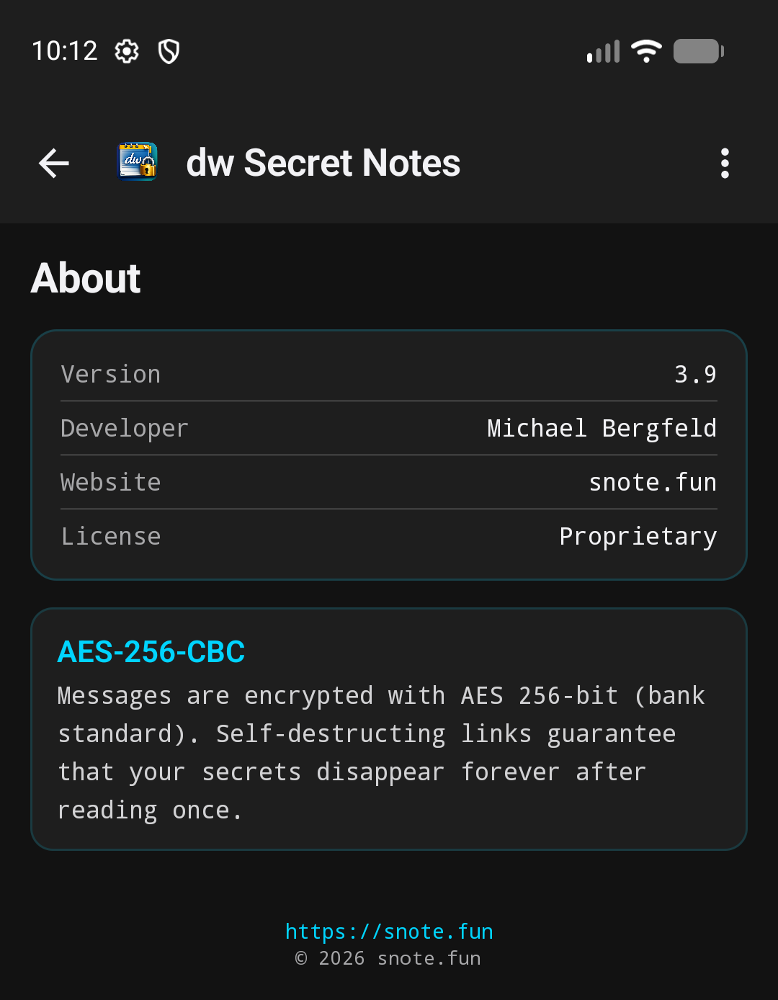 10:12
dw Secret Notes
About
Version 3.9
Developer Michael Bergfeld
Website snote.fun
License Proprietary
AES-256-CBC
Messages are encrypted with AES 256-bit (bank
standard). Self-destructing links guarantee
that your secrets disappear forever after
reading once.
https://snote.fun
© 2026 snote.fun